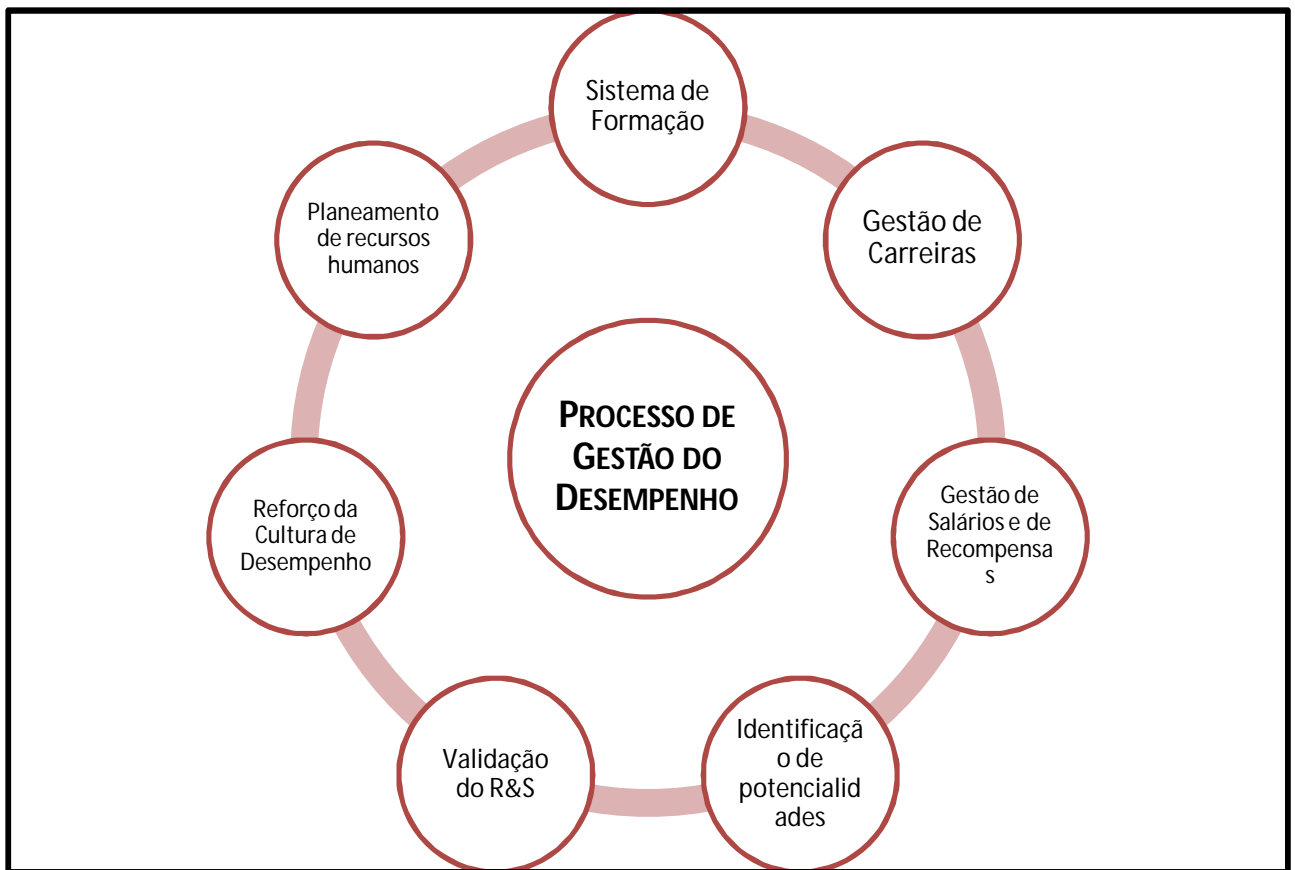 Sistema de
Formação
Gestão de
Carreiras
Gestão de
Salários e de
Recompensa
s
Identificaçã
o de
potencialid
ades
Validação
do R&S
Reforço da
Cultura de
Desempenho
Planeamento
de recursos
humanos
PROCESSO DE
GESTÃO DO
DESEMPENHO